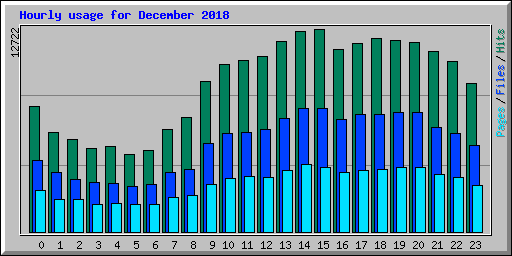 Hourly usage for December 2018
12722
Pages / Files / Hits
0 1 2 3 4 5 6 7 8 9 10 11 12 13 14 15 16 17 18 19 20 21 22 23